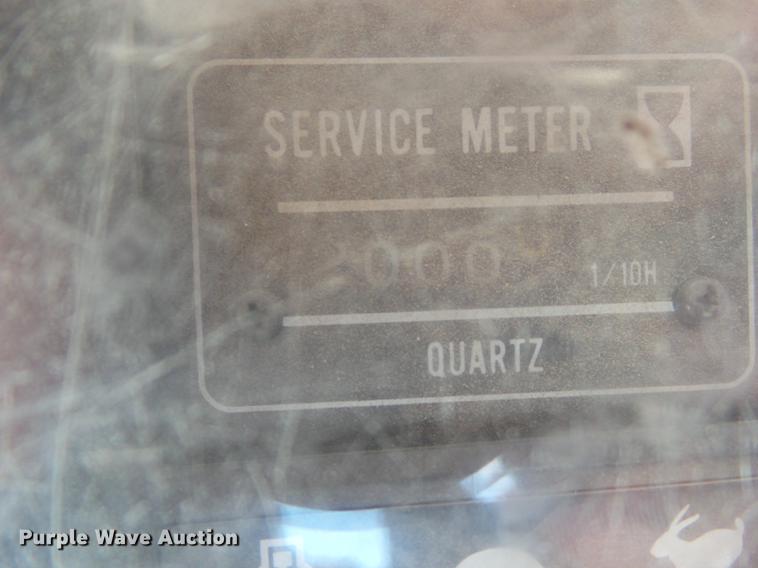 SERVICE METER
1/10H
QUARTZ
Purple Wave Auction